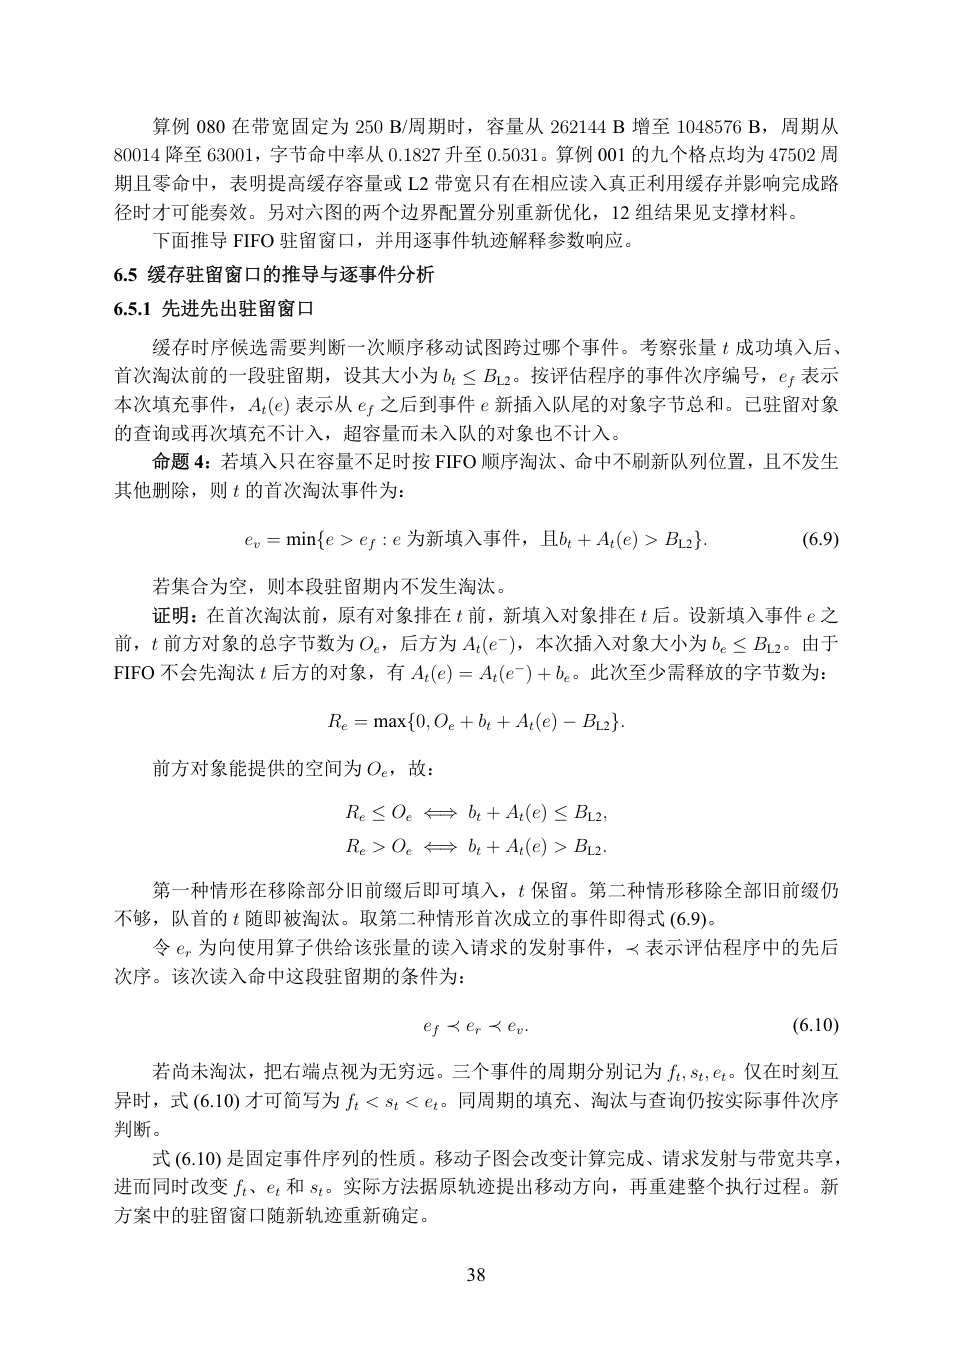 算例 080 在带宽固定为 250 B/周期时，容量从 262144 B 增至 1048576 B，周期从
80014 降至 63001，字节命中率从 0.1827 升至 0.5031。算例 001 的九个格点均为 47502 周
期且零命中，表明提高缓存容量或 L2 带宽只有在相应读入真正利用缓存并影响完成路
径时才可能奏效。另对六图的两个边界配置分别重新优化，12 组结果见支撑材料。
下面推导 FIFO 驻留窗口，并用逐事件轨迹解释参数响应。
6.5 缓存驻留窗口的推导与逐事件分析
6.5.1 先进先出驻留窗口
缓存时序候选需要判断一次顺序移动试图跨过哪个事件。考察张量 t 成功填入后、
首次淘汰前的一段驻留期，设其大小为 b_t ≤ B_L2。按评估程序的事件次序编号，e_f 表示
本次填充事件，A_t(e) 表示从 e_f 之后到事件 e 新插入队尾的对象字节总和。已驻留对象
的查询或再次填充不计入，超容量而未入队的对象也不计入。
命题 4：若填入只在容量不足时按 FIFO 顺序淘汰、命中不刷新队列位置，且不发生
其他删除，则 t 的首次淘汰事件为：
e_v = min{e > e_f : e 为新填入事件，且b_t + A_t(e) > B_L2}. (6.9)
若集合为空，则本段驻留期内不发生淘汰。
证明：在首次淘汰前，原有对象排在 t 前，新填入对象排在 t 后。设新填入事件 e 之
前，t 前方对象的总字节数为 O_e，后方为 A_t(e⁻)，本次插入对象大小为 b_e ≤ B_L2。由于
FIFO 不会先淘汰 t 后方的对象，有 A_t(e) = A_t(e⁻) + b_e。此次至少需释放的字节数为：
R_e = max{0, O_e + b_t + A_t(e) − B_L2}.
前方对象能提供的空间为 O_e，故：
R_e ≤ O_e ⟺ b_t + A_t(e) ≤ B_L2,
R_e > O_e ⟺ b_t + A_t(e) > B_L2.
第一种情形在移除部分旧前缀后即可填入，t 保留。第二种情形移除全部旧前缀仍
不够，队首的 t 随即被淘汰。取第二种情形首次成立的事件即得式 (6.9)。
令 e_r 为向使用算子供给该张量的读入请求的发射事件，≺ 表示评估程序中的先后
次序。该次读入命中这段驻留期的条件为：
e_f ≺ e_r ≺ e_v. (6.10)
若尚未淘汰，把右端点视为无穷远。三个事件的周期分别记为 f_t, s_t, e_t。仅在时刻互
异时，式 (6.10) 才可简写为 f_t < s_t < e_t。同周期的填充、淘汰与查询仍按实际事件次序
判断。
式 (6.10) 是固定事件序列的性质。移动子图会改变计算完成、请求发射与带宽共享，
进而同时改变 f_t、e_t 和 s_t。实际方法据原轨迹提出移动方向，再重建整个执行过程。新
方案中的驻留窗口随新轨迹重新确定。
38